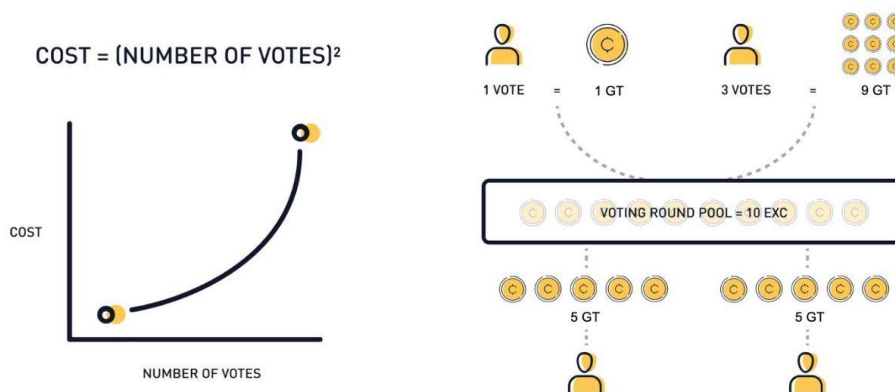 COST = (NUMBER OF VOTES)²
COST
NUMBER OF VOTES
1 VOTE = 1 GT
3 VOTES = 9 GT
VOTING ROUND POOL = 10 EXC
5 GT
5 GT